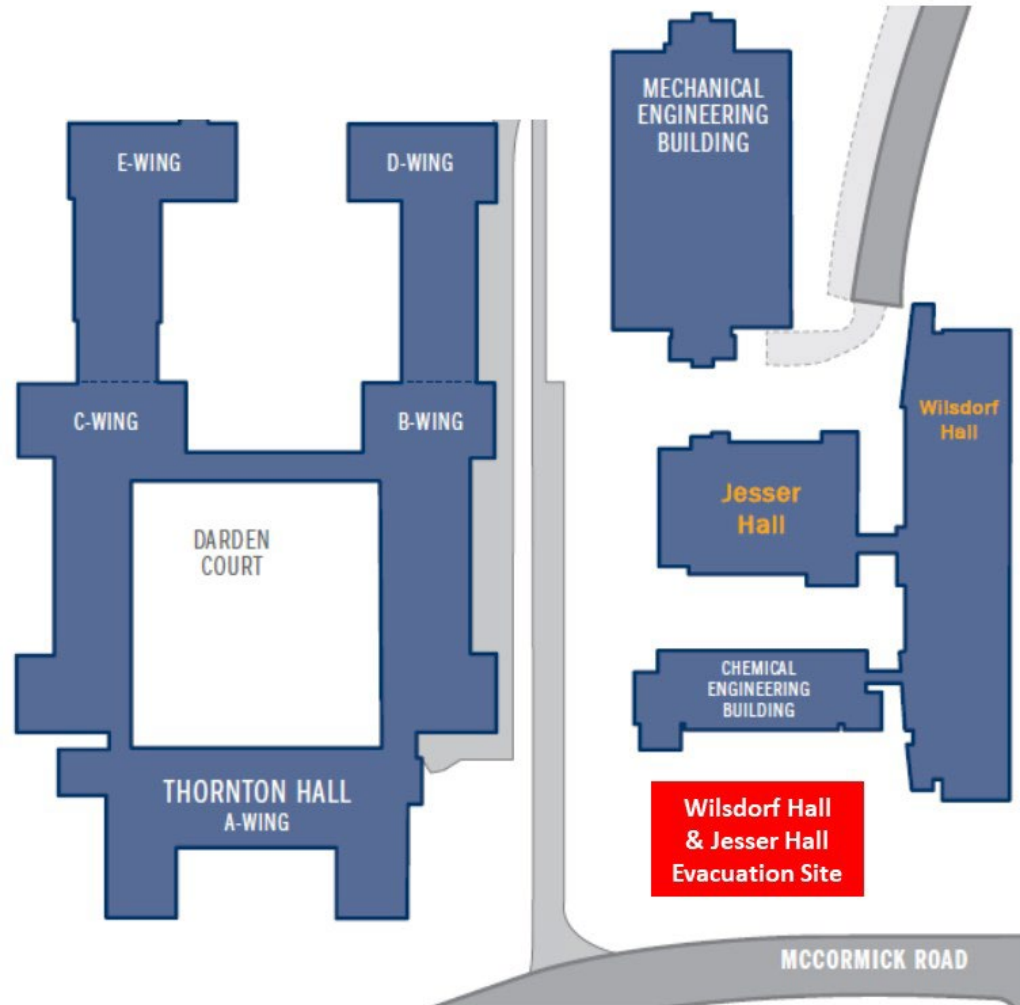 MECHANICAL
ENGINEERING
BUILDING
E-WING
D-WING
C-WING
B-WING
Wilsdorf
Hall
Jesser
Hall
DARDEN
COURT
CHEMICAL
ENGINEERING
BUILDING
THORNTON HALL
A-WING
Wilsdorf Hall
& Jesser Hall
Evacuation Site
MCCORMICK ROAD